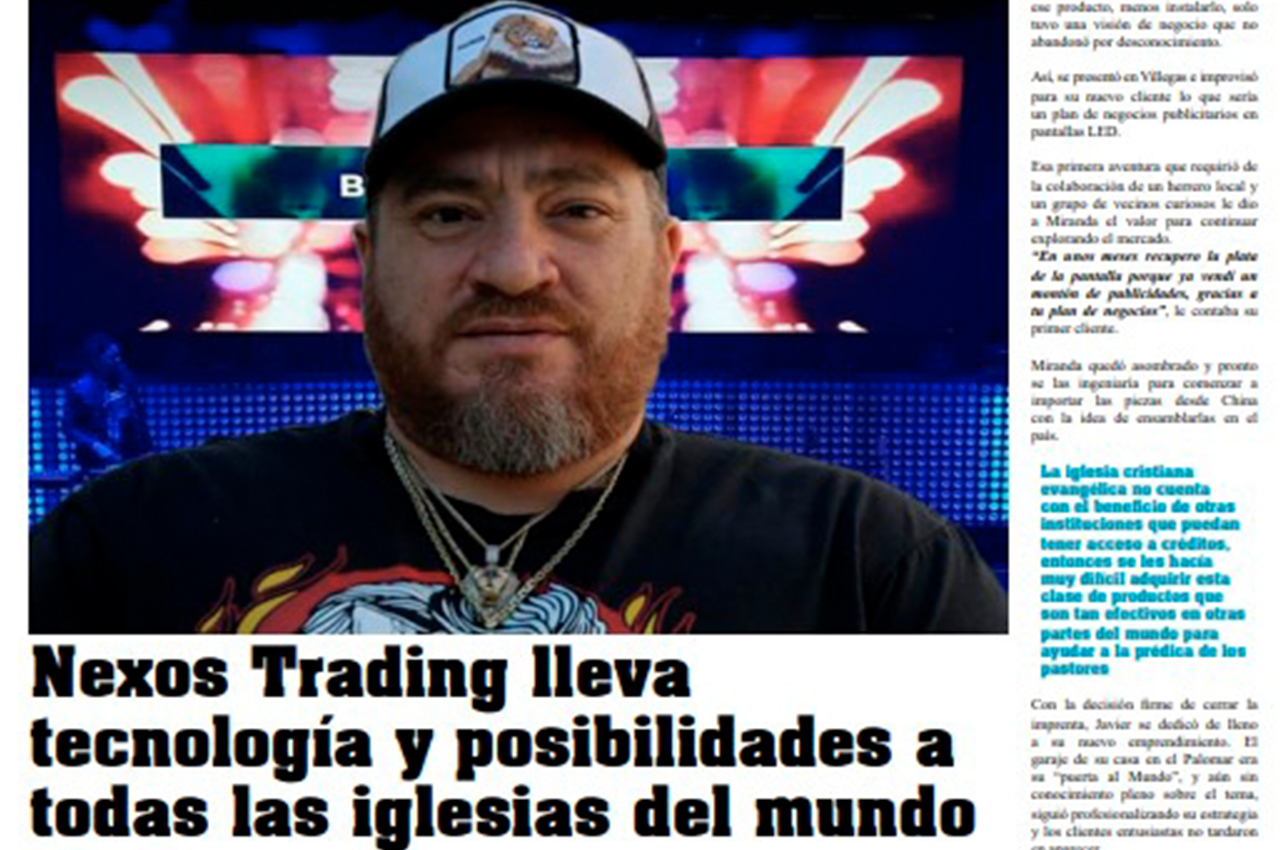 B
Nexos Trading lleva
tecnología y posibilidades a
todas las iglesias del mundo
ese producto, menos instalarlo, solo
tuvo una visión de negocio que no
abandonó por desconocimiento.
Así, se presentó en Villegas e improvisó
para su nuevo cliente lo que sería
un plan de negocios publicitarios en
pantallas LED.
Esa primera aventura que requirió de
la colaboración de un herrero local y
un grupo de vecinos curiosos le dio
a Miranda el valor para continuar
explorando el mercado.
"En unos meses recupero la plata
de la pantalla porque ya vendí un
montón de publicidades, gracias a
tu plan de negocios", le contaba su
primer cliente.
Miranda quedó asombrado y pronto
se las ingeniaría para comenzar a
importar las piezas desde China
con la idea de ensamblarlas en el
país.
La iglesia cristiana
evangélica no cuenta
con el beneficio de otras
instituciones que puedan
tener acceso a créditos,
entonces se les hacía
muy difícil adquirir esta
clase de productos que
son tan efectivos en otras
partes del mundo para
ayudar a la prédica de los
pastores
Con la decisión firme de cerrar la
imprenta, Javier se dedicó de lleno
a su nuevo emprendimiento. El
garaje de su casa en el Palomar era
su "puerta al Mundo", y aún sin
conocimiento pleno sobre el tema,
siguió profesionalizando su estrategia
y los clientes entusiastas no tardaron
en aparecer.